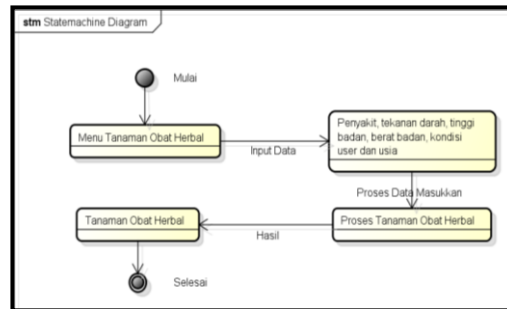 stm Statemachine Diagram
Mulai
Menu Tanaman Obat Herbal
Input Data
Penyakit, tekanan darah, tinggi
badan, berat badan, kondisi
user dan usia
Proses Data Masukkan
Proses Tanaman Obat Herbal
Hasil
Tanaman Obat Herbal
Selesai